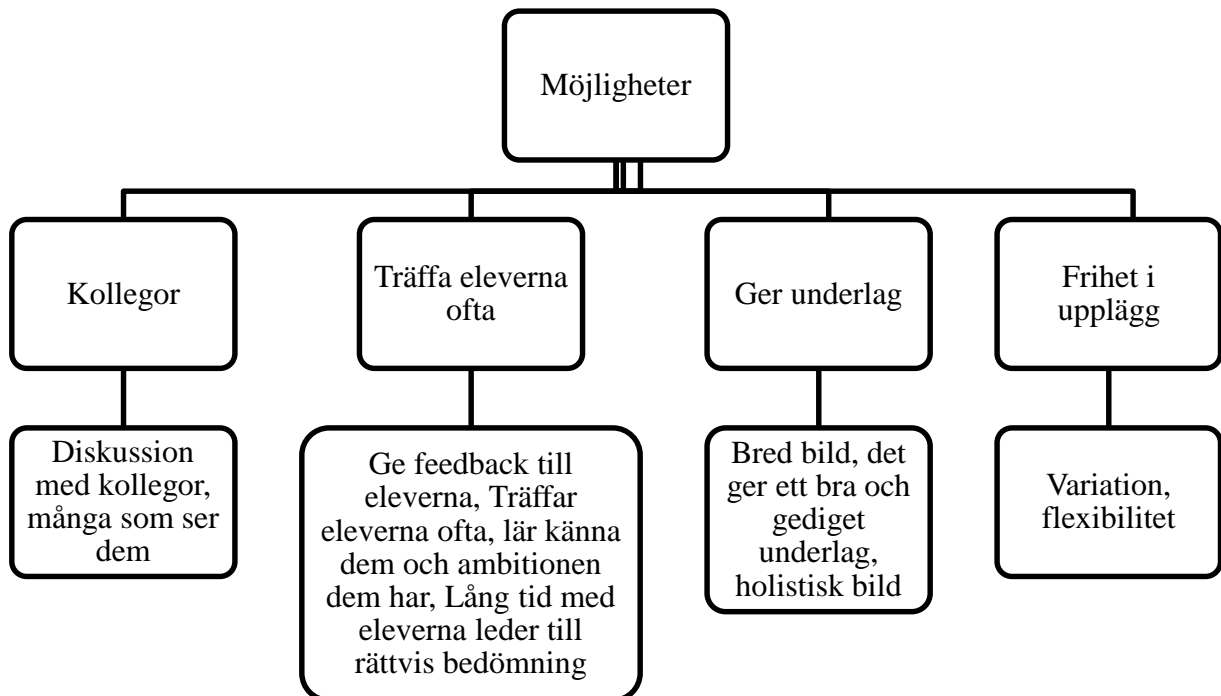 Möjligheter
Kollegor
Träffa eleverna
ofta
Ger underlag
Frihet i
upplägg
Diskussion
med kollegor,
många som ser
dem
Ge feedback till
eleverna, Träffar
eleverna ofta, lär känna
dem och ambitionen
dem har, Lång tid med
eleverna leder till
rättvis bedömning
Bred bild, det
ger ett bra och
gediget
underlag,
holistisk bild
Variation,
flexibilitet